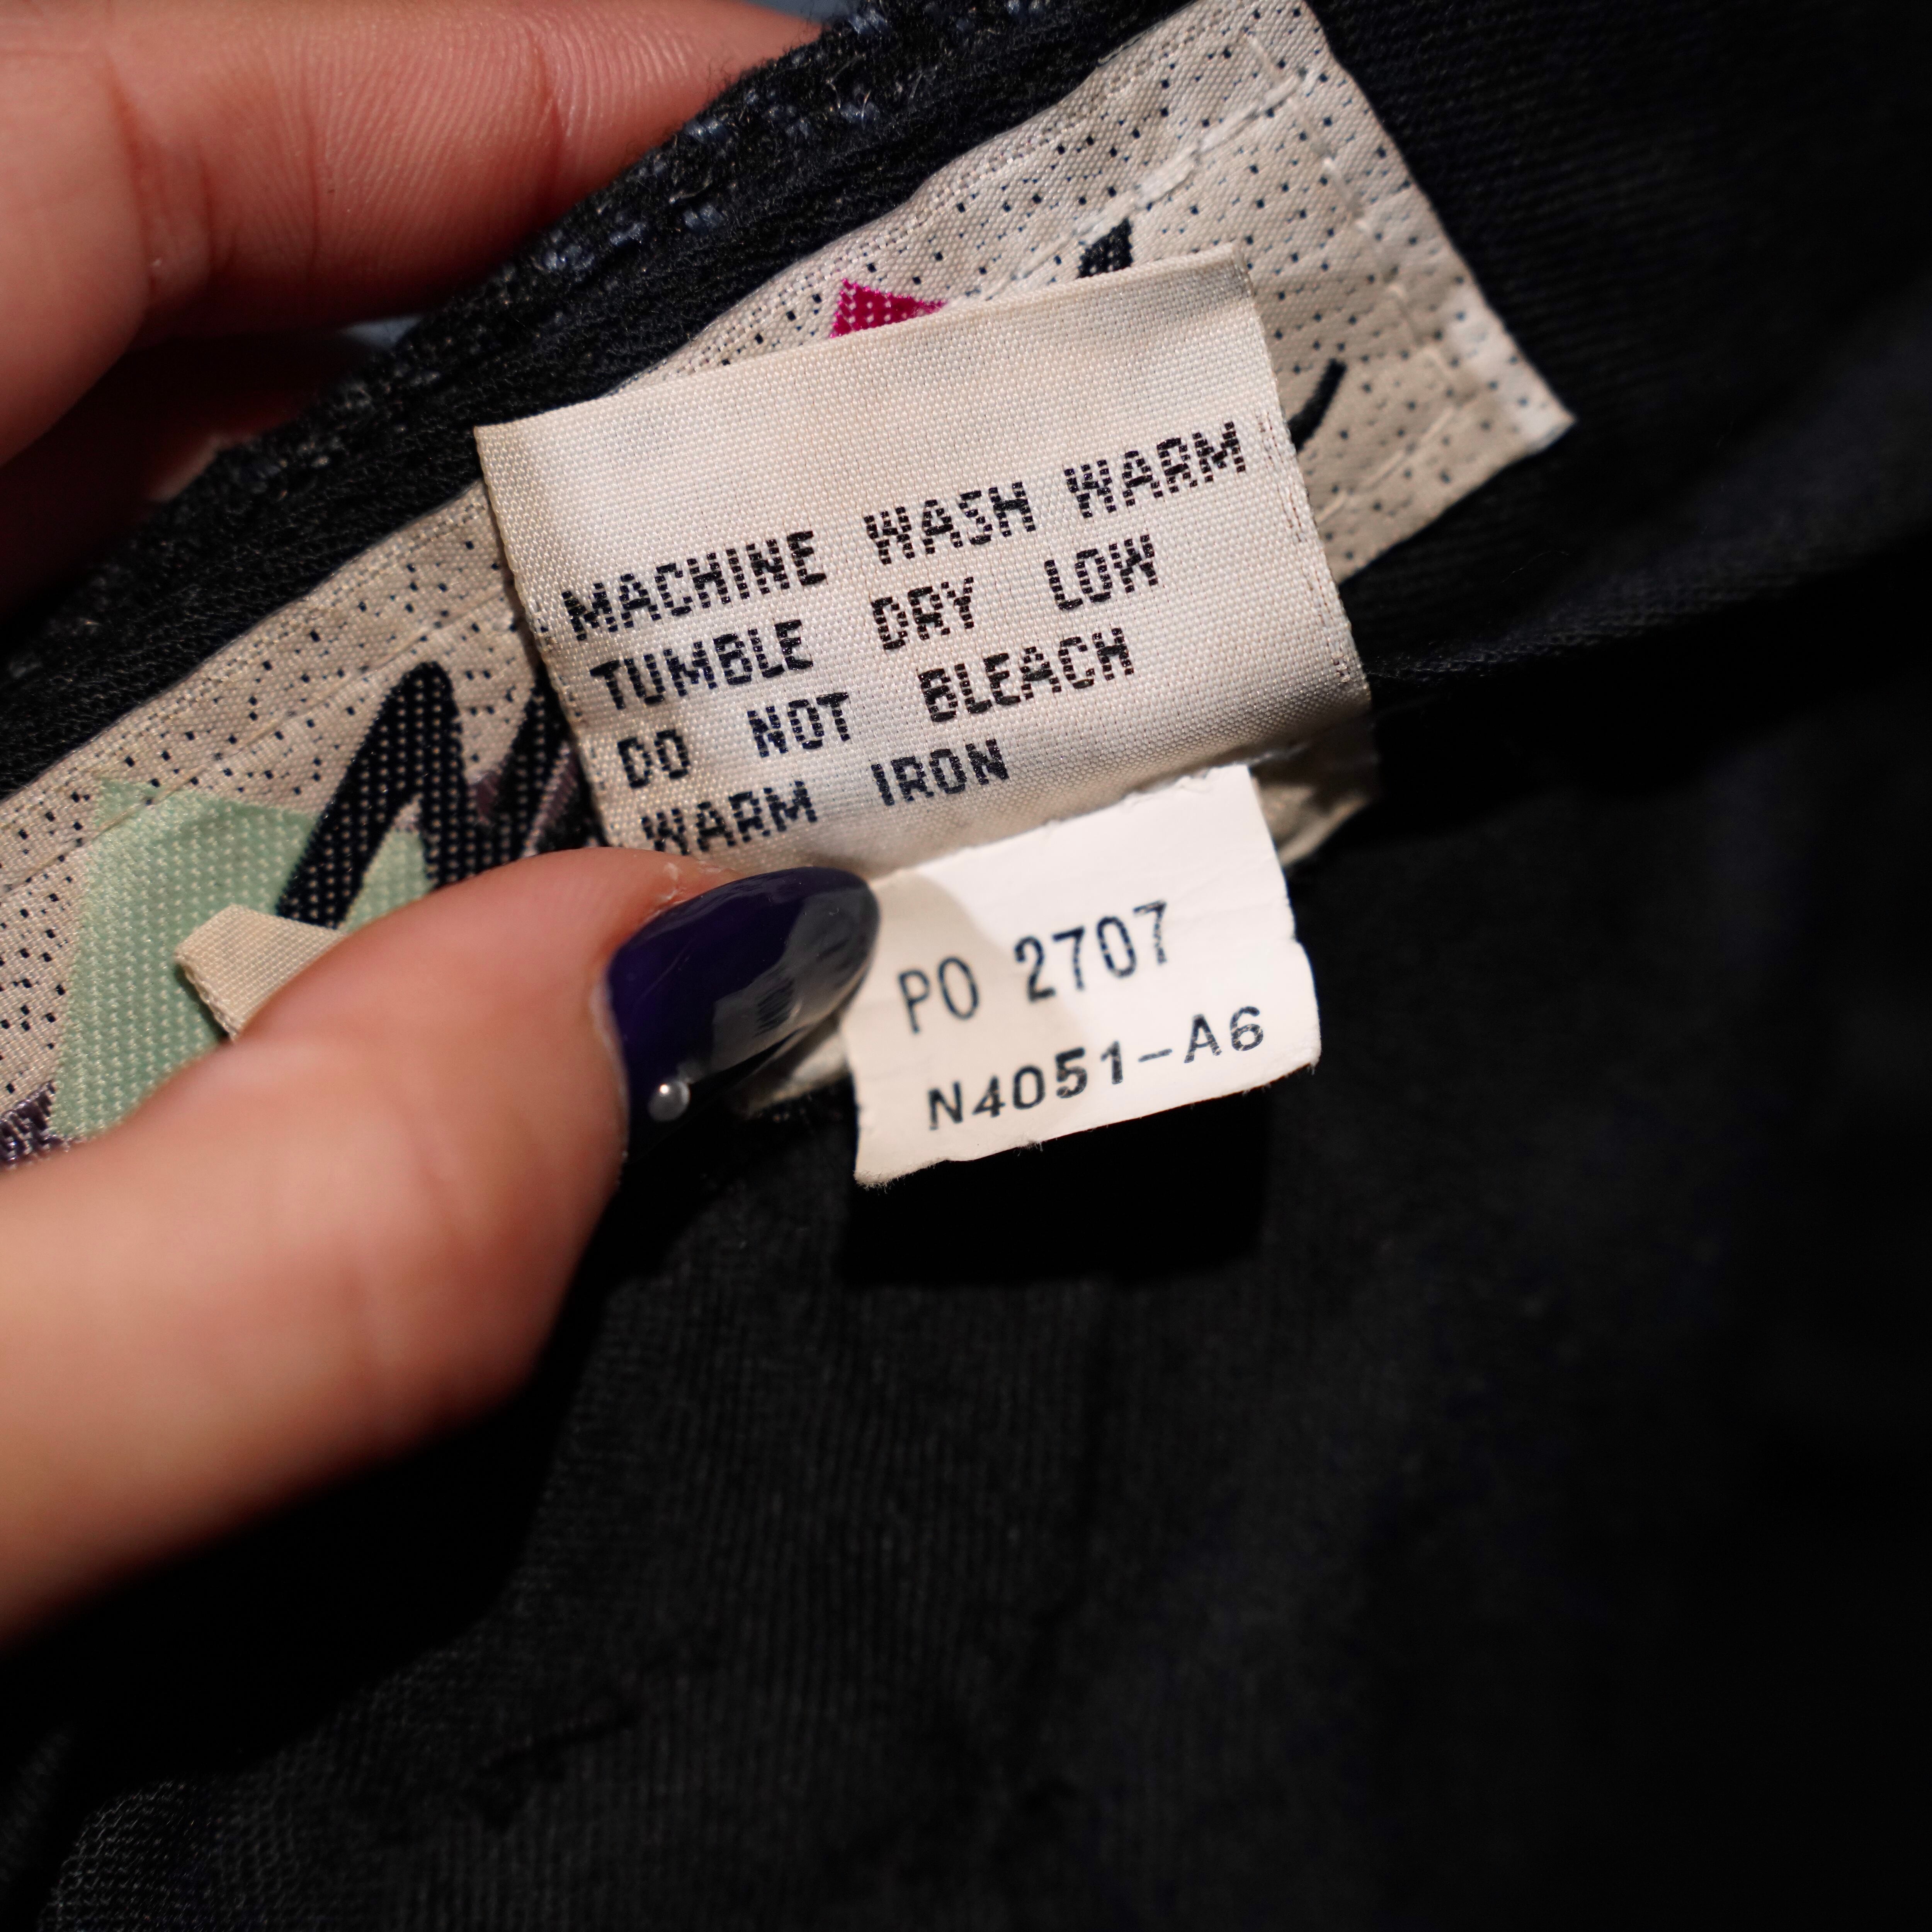 MACHINE WASH WARM
TUMBLE DRY LOW
DO NOT BLEACH
WARM IRON
PO 2707
N4051-A6